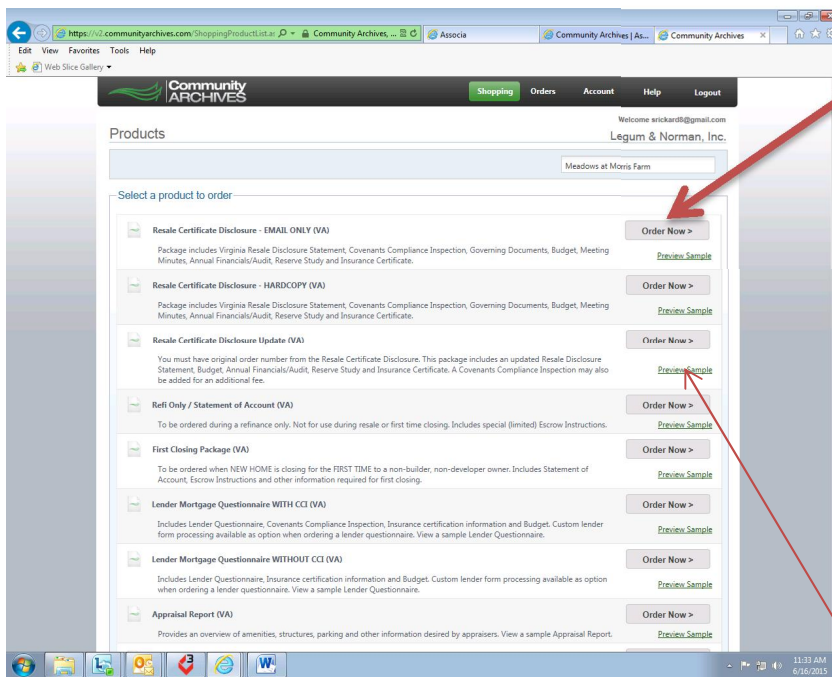 https://v2.communityarchives.com/ShoppingProductList.as
Community Archives, ...
Associa
Community Archives | As...
Community Archives
Edit View Favorites Tools Help
Web Slice Gallery
Community
ARCHIVES
Shopping Orders Account Help Logout
Welcome srickard8@gmail.com
Products
Legum & Norman, Inc.
Meadows at Morris Farm
Select a product to order
Resale Certificate Disclosure - EMAIL ONLY (VA)
Order Now >
Package includes Virginia Resale Disclosure Statement, Covenants Compliance Inspection, Governing Documents, Budget, Meeting
Minutes, Annual Financials/Audit, Reserve Study and Insurance Certificate.
Preview Sample
Resale Certificate Disclosure - HARDCOPY (VA)
Order Now >
Package includes Virginia Resale Disclosure Statement, Covenants Compliance Inspection, Governing Documents, Budget, Meeting
Minutes, Annual Financials/Audit, Reserve Study and Insurance Certificate.
Preview Sample
Resale Certificate Disclosure Update (VA)
Order Now >
You must have original order number from the Resale Certificate Disclosure. This package includes an updated Resale Disclosure
Statement, Budget, Annual Financials/Audit, Reserve Study and Insurance Certificate. A Covenants Compliance Inspection may also
be added for an additional fee.
Preview Sample
Refi Only / Statement of Account (VA)
Order Now >
To be ordered during a refinance only. Not for use during resale or first time closing. Includes special (limited) Escrow Instructions.
Preview Sample
First Closing Package (VA)
Order Now >
To be ordered when NEW HOME is closing for the FIRST TIME to a non-builder, non-developer owner. Includes Statement of
Account, Escrow Instructions and other information required for first closing.
Preview Sample
Lender Mortgage Questionnaire WITH CCI (VA)
Order Now >
Includes Lender Questionnaire, Covenants Compliance Inspection, Insurance certification information and Budget. Custom lender
form processing available as option when ordering a lender questionnaire. View a sample Lender Questionnaire.
Preview Sample
Lender Mortgage Questionnaire WITHOUT CCI (VA)
Order Now >
Includes Lender Questionnaire, Insurance certification information and Budget. Custom lender form processing available as option
when ordering a lender questionnaire. View a sample Lender Questionnaire.
Preview Sample
Appraisal Report (VA)
Order Now >
Provides an overview of amenities, structures, parking and other information desired by appraisers. View a sample Appraisal Report.
Preview Sample
11:33 AM
6/16/2015